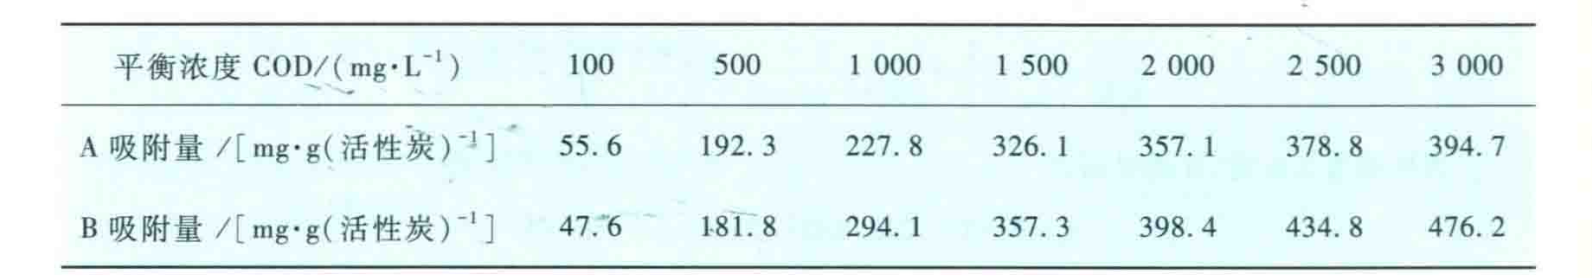 平衡浓度 COD/(mg·L⁻¹) 100 500 1 000 1 500 2 000 2 500 3 000
A 吸附量 /[mg·g(活性炭)⁻¹] 55.6 192.3 227.8 326.1 357.1 378.8 394.7
B 吸附量 /[mg·g(活性炭)⁻¹] 47.6 181.8 294.1 357.3 398.4 434.8 476.2